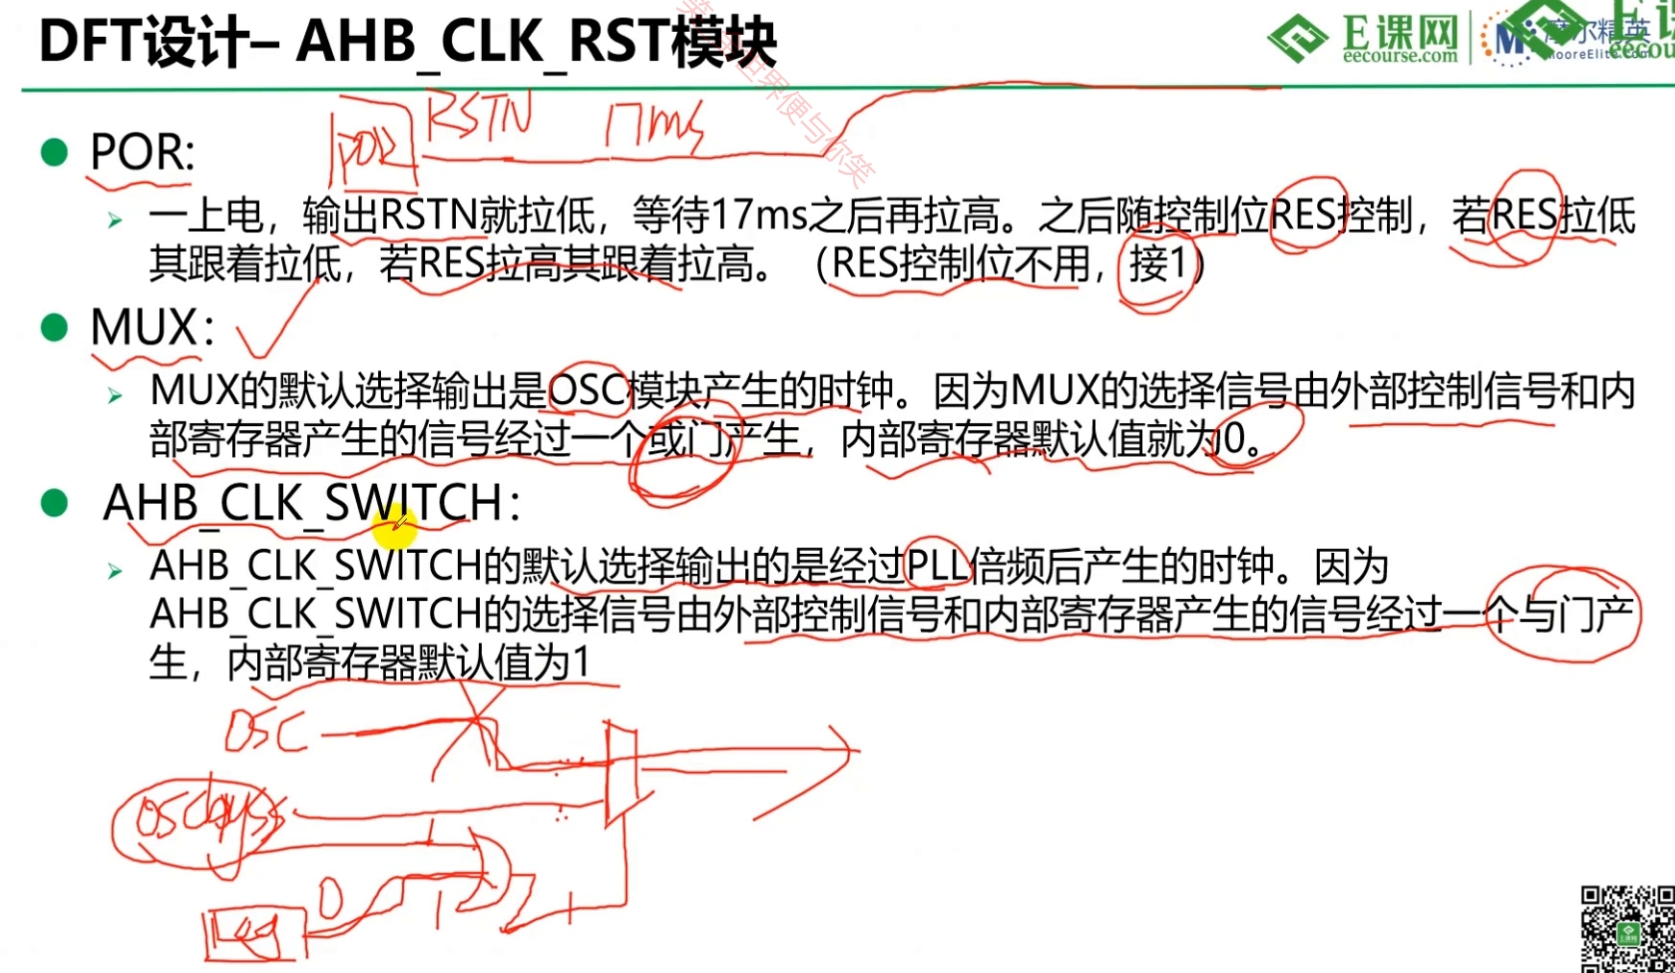 DFT设计– AHB_CLK_RST模块
E课网
eecourse.com
摩尔精英
MooreElite.com
eecou
POR RSTN 17ms
POR:
一上电，输出RSTN就拉低，等待17ms之后再拉高。之后随控制位RES控制，若RES拉低
其跟着拉低，若RES拉高其跟着拉高。（RES控制位不用，接1）
MUX：
MUX的默认选择输出是OSC模块产生的时钟。因为MUX的选择信号由外部控制信号和内
部寄存器产生的信号经过一个或门产生，内部寄存器默认值就为0。
AHB_CLK_SWITCH：
AHB_CLK_SWITCH的默认选择输出的是经过PLL倍频后产生的时钟。因为
AHB_CLK_SWITCH的选择信号由外部控制信号和内部寄存器产生的信号经过一个与门产
生，内部寄存器默认值为1
OSC
1
0
1
1